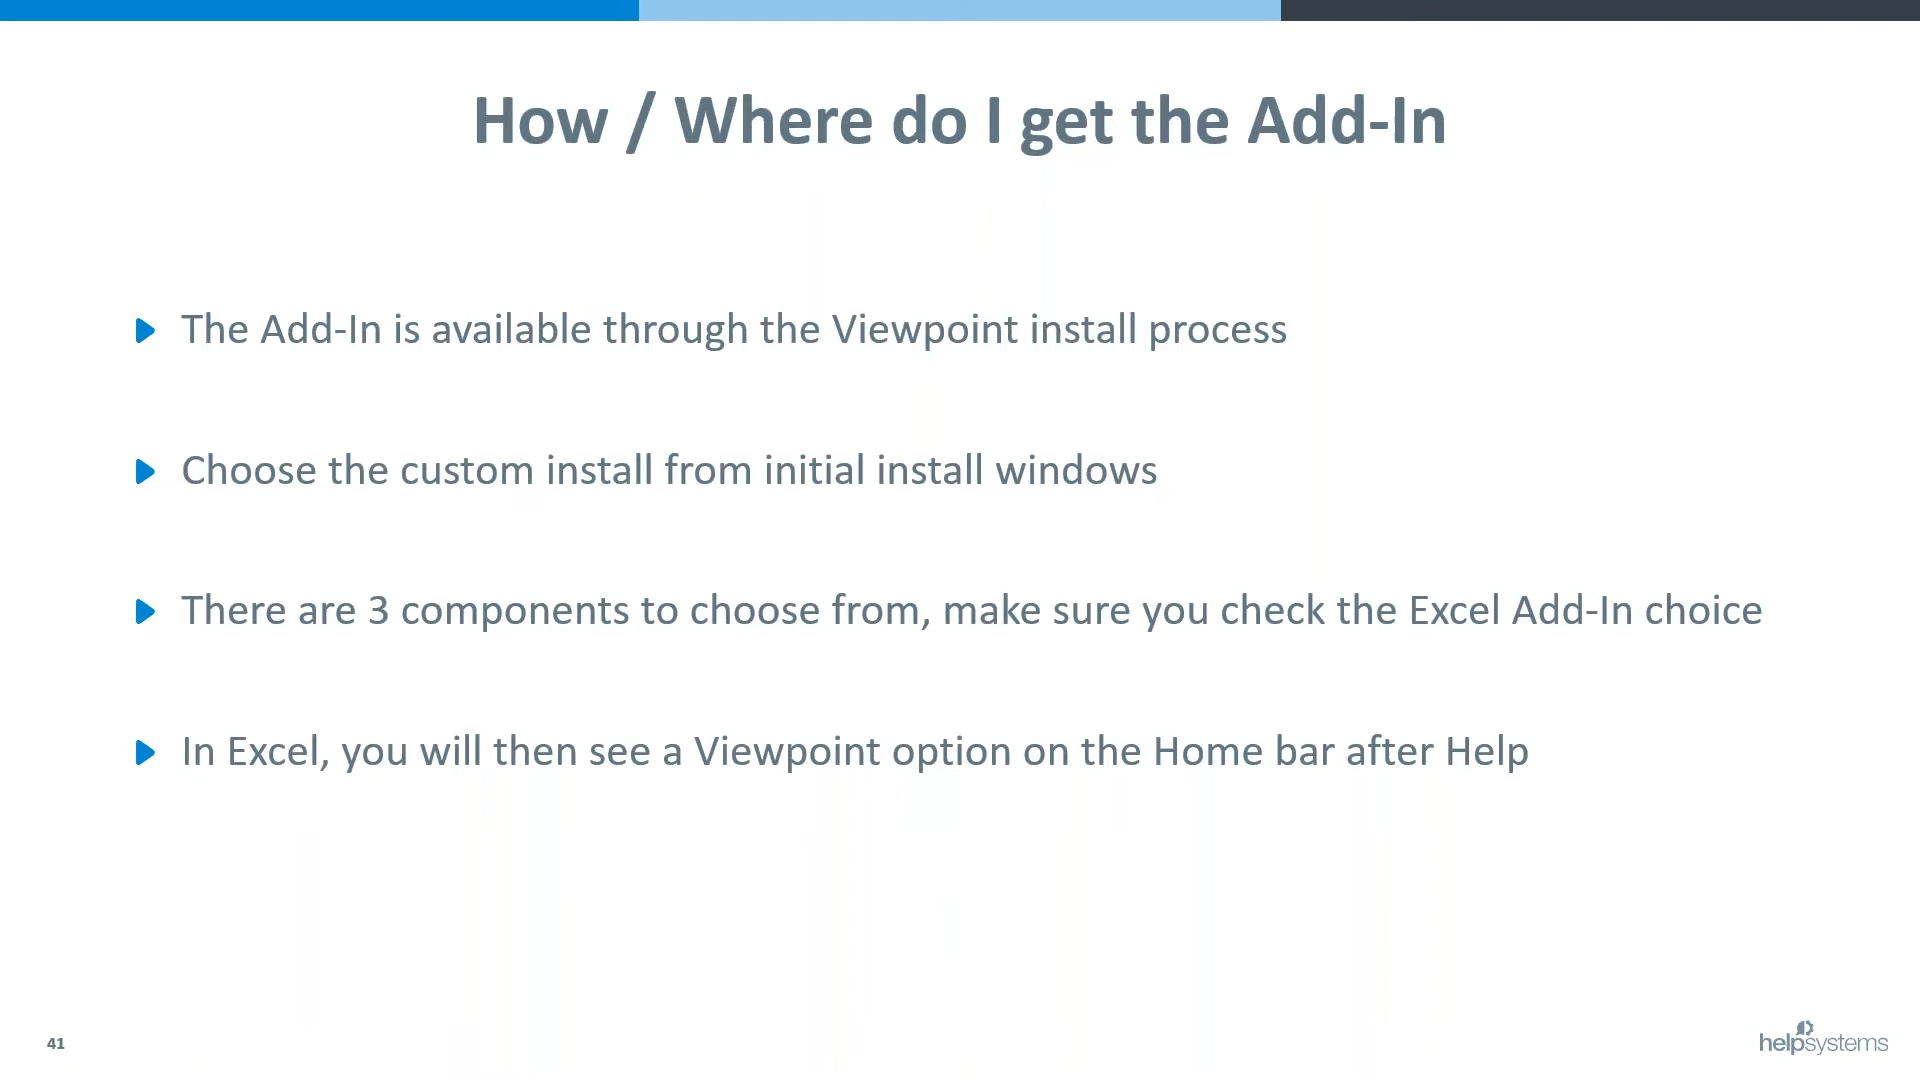 How / Where do I get the Add-In
The Add-In is available through the Viewpoint install process
Choose the custom install from initial install windows
There are 3 components to choose from, make sure you check the Excel Add-In choice
In Excel, you will then see a Viewpoint option on the Home bar after Help
41
helpsystems